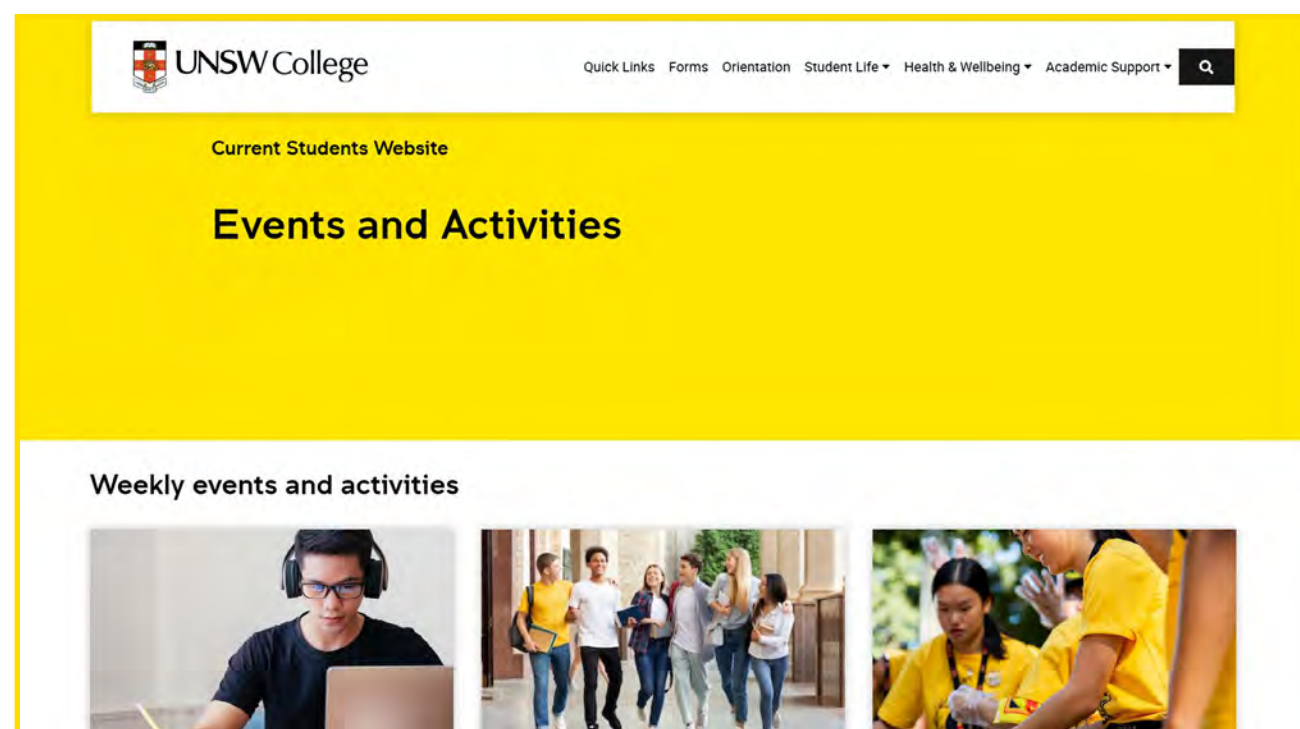 UNSW College
Quick Links Forms Orientation Student Life Health & Wellbeing Academic Support
Current Students Website
Events and Activities
Weekly events and activities